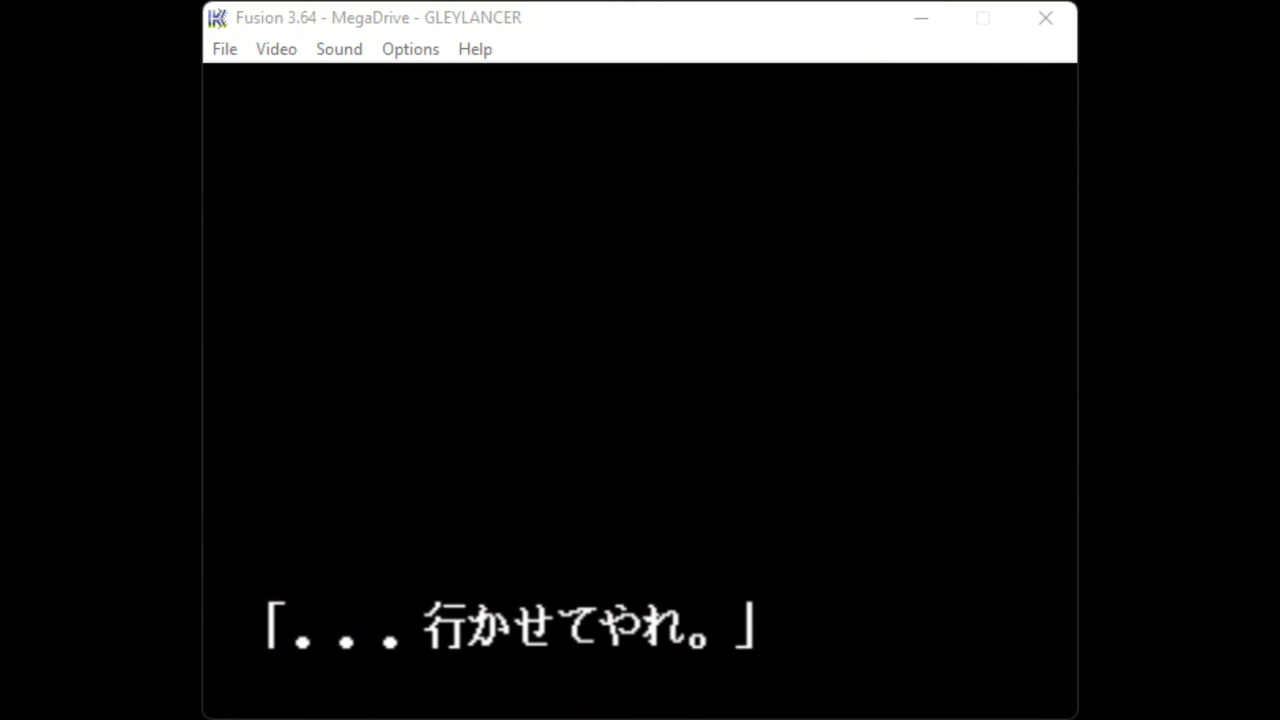 Fusion 3.64 - MegaDrive - GLEYLANCER
File Video Sound Options Help
「...行かせてやれ。」